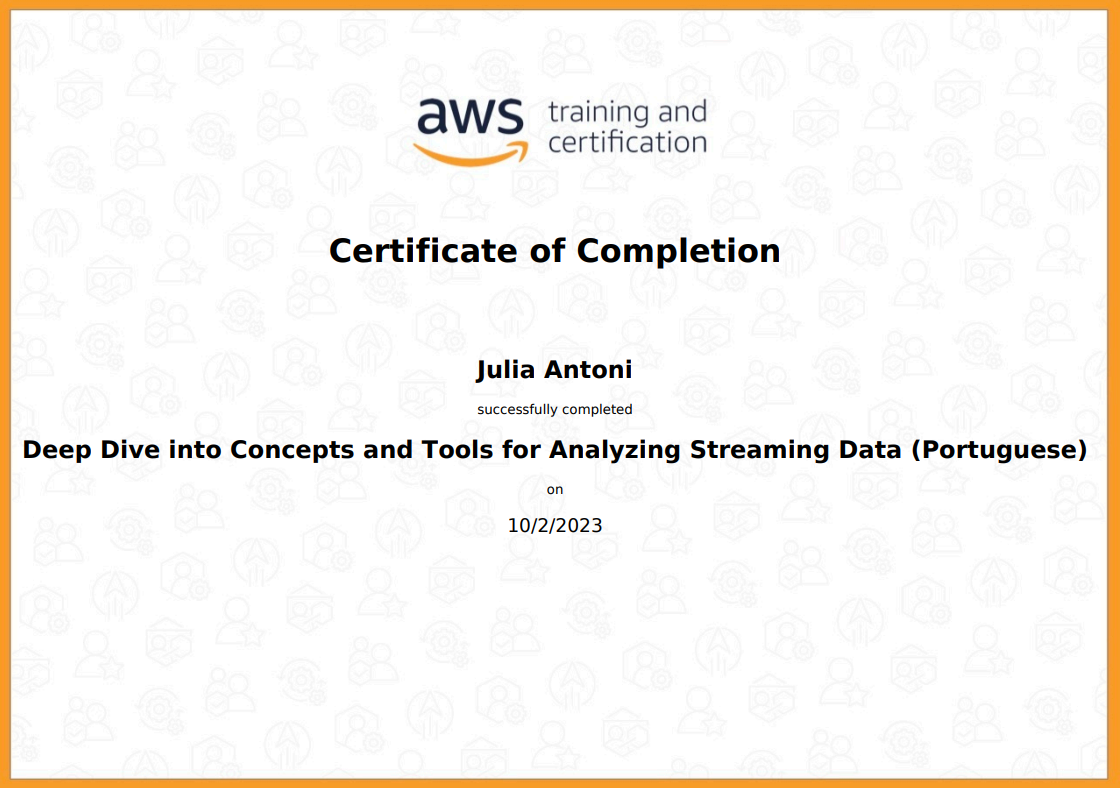 aws training and
certification
Certificate of Completion
Julia Antoni
successfully completed
Deep Dive into Concepts and Tools for Analyzing Streaming Data (Portuguese)
on
10/2/2023